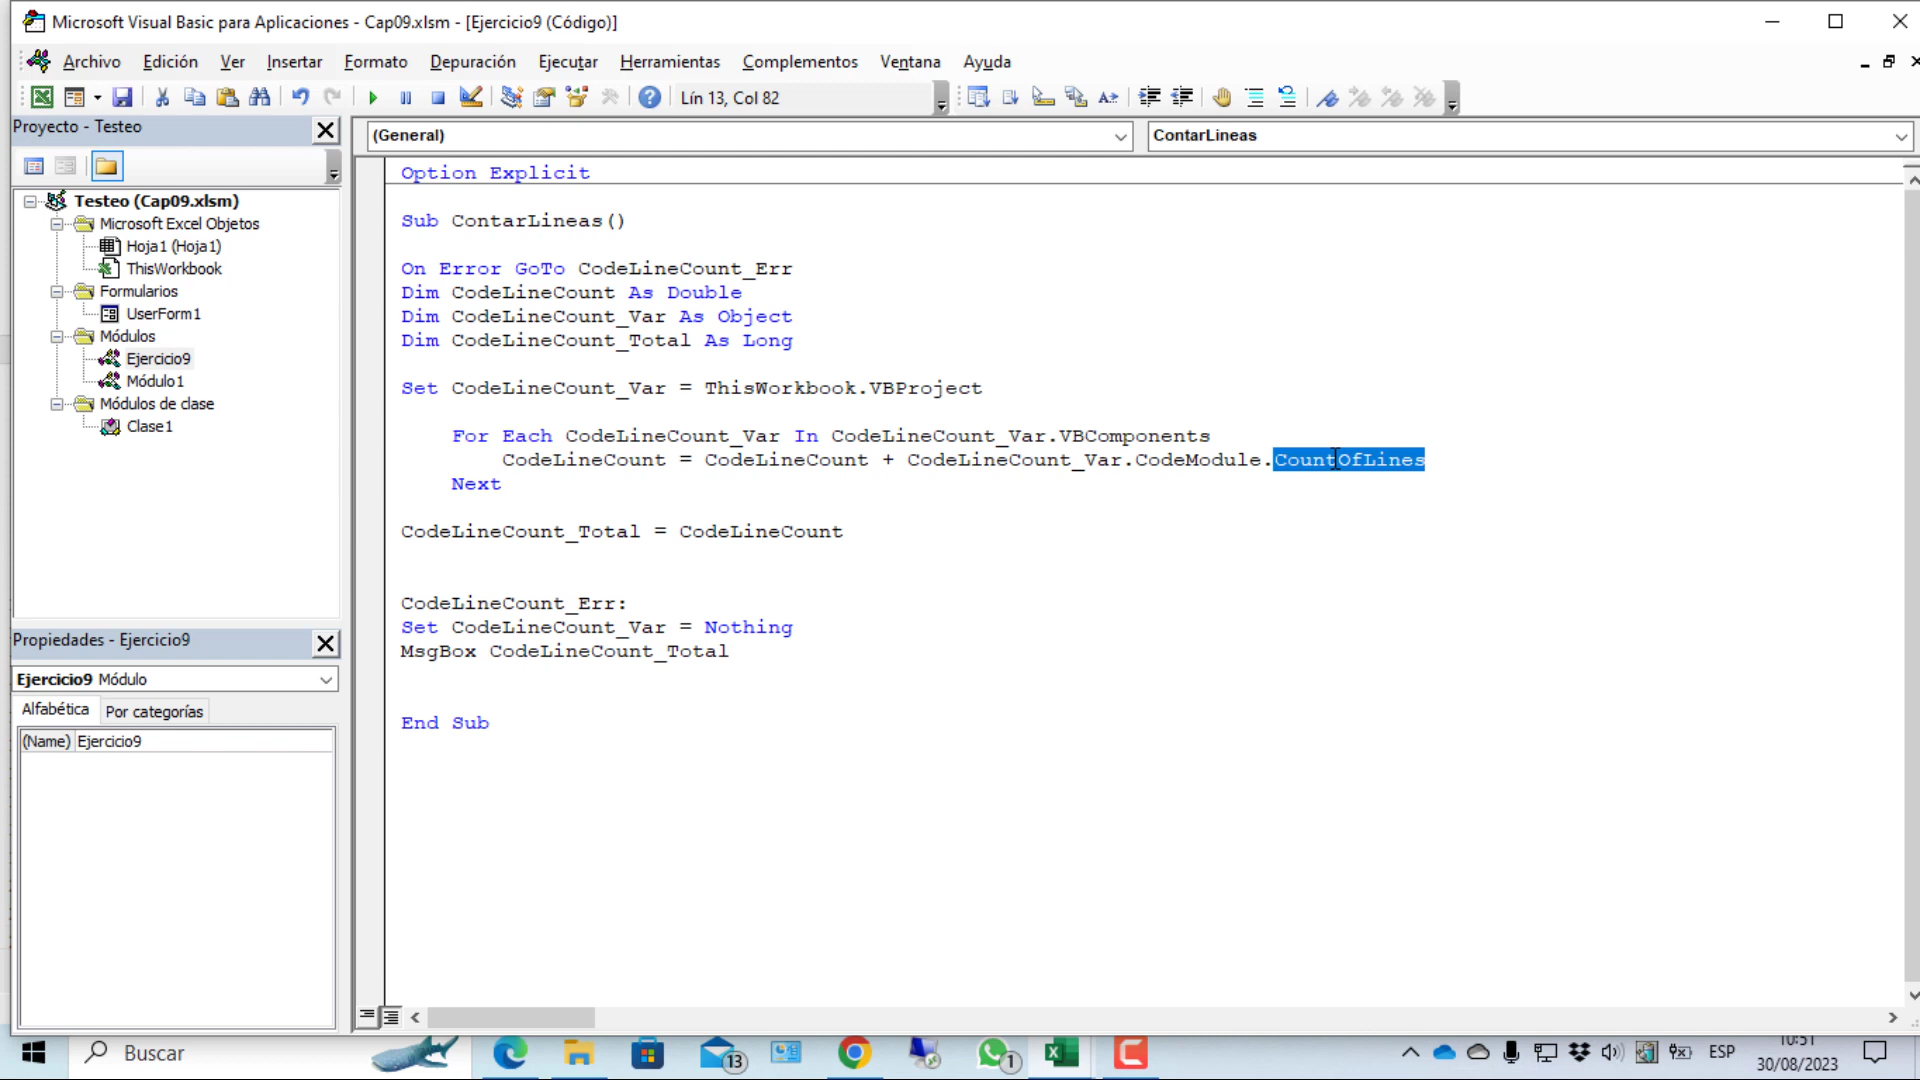 Microsoft Visual Basic para Aplicaciones - Cap09.xlsm - [Ejercicio9 (Código)]
Archivo Edición Ver Insertar Formato Depuración Ejecutar Herramientas Complementos Ventana Ayuda
Lín 13, Col 82
Proyecto - Testeo
(General)
ContarLineas
Testeo (Cap09.xlsm)
Microsoft Excel Objetos
Hoja1 (Hoja1)
ThisWorkbook
Formularios
UserForm1
Módulos
Ejercicio9
Módulo1
Módulos de clase
Clase1
Propiedades - Ejercicio9
Ejercicio9 Módulo
Alfabética Por categorías
(Name) Ejercicio9
Option Explicit
Sub ContarLineas()
On Error GoTo CodeLineCount_Err
Dim CodeLineCount As Double
Dim CodeLineCount_Var As Object
Dim CodeLineCount_Total As Long
Set CodeLineCount_Var = ThisWorkbook.VBProject
For Each CodeLineCount_Var In CodeLineCount_Var.VBComponents
CodeLineCount = CodeLineCount + CodeLineCount_Var.CodeModule.CountOfLines
Next
CodeLineCount_Total = CodeLineCount
CodeLineCount_Err:
Set CodeLineCount_Var = Nothing
MsgBox CodeLineCount_Total
End Sub
Buscar
13
1
ESP
10:51
30/08/2023